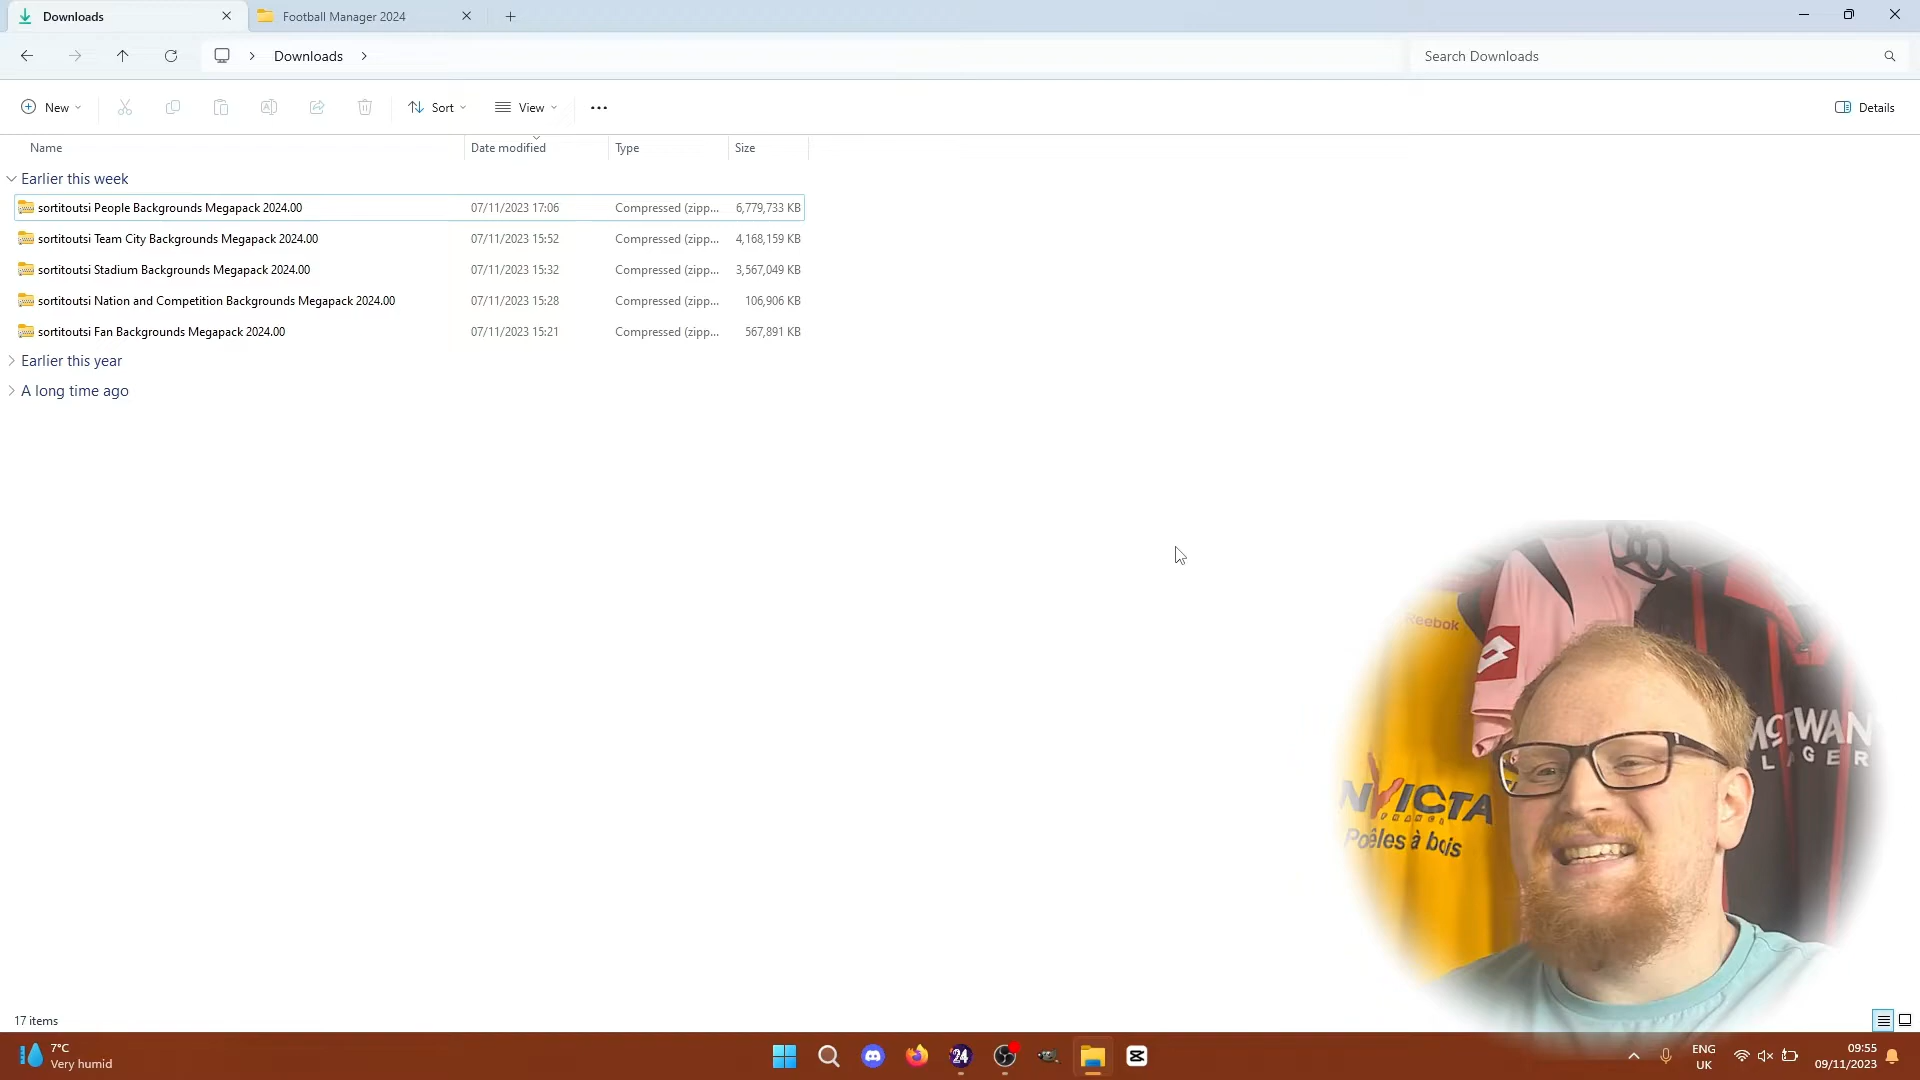 Downloads
Football Manager 2024
Downloads
Search Downloads
New
Sort
View
Details
Name
Date modified
Type
Size
Earlier this week
sortitoutsi People Backgrounds Megapack 2024.00
07/11/2023 17:06
Compressed (zipp...
6,779,733 KB
sortitoutsi Team City Backgrounds Megapack 2024.00
07/11/2023 15:52
Compressed (zipp...
4,168,159 KB
sortitoutsi Stadium Backgrounds Megapack 2024.00
07/11/2023 15:32
Compressed (zipp...
3,567,049 KB
sortitoutsi Nation and Competition Backgrounds Megapack 2024.00
07/11/2023 15:28
Compressed (zipp...
106,906 KB
sortitoutsi Fan Backgrounds Megapack 2024.00
07/11/2023 15:21
Compressed (zipp...
567,891 KB
Earlier this year
A long time ago
Reebok
McEWAN
LAGER
INVICTA
FRANCE
Poêles à bois
17 items
7°C
Very humid
24
ENG
UK
09:55
09/11/2023